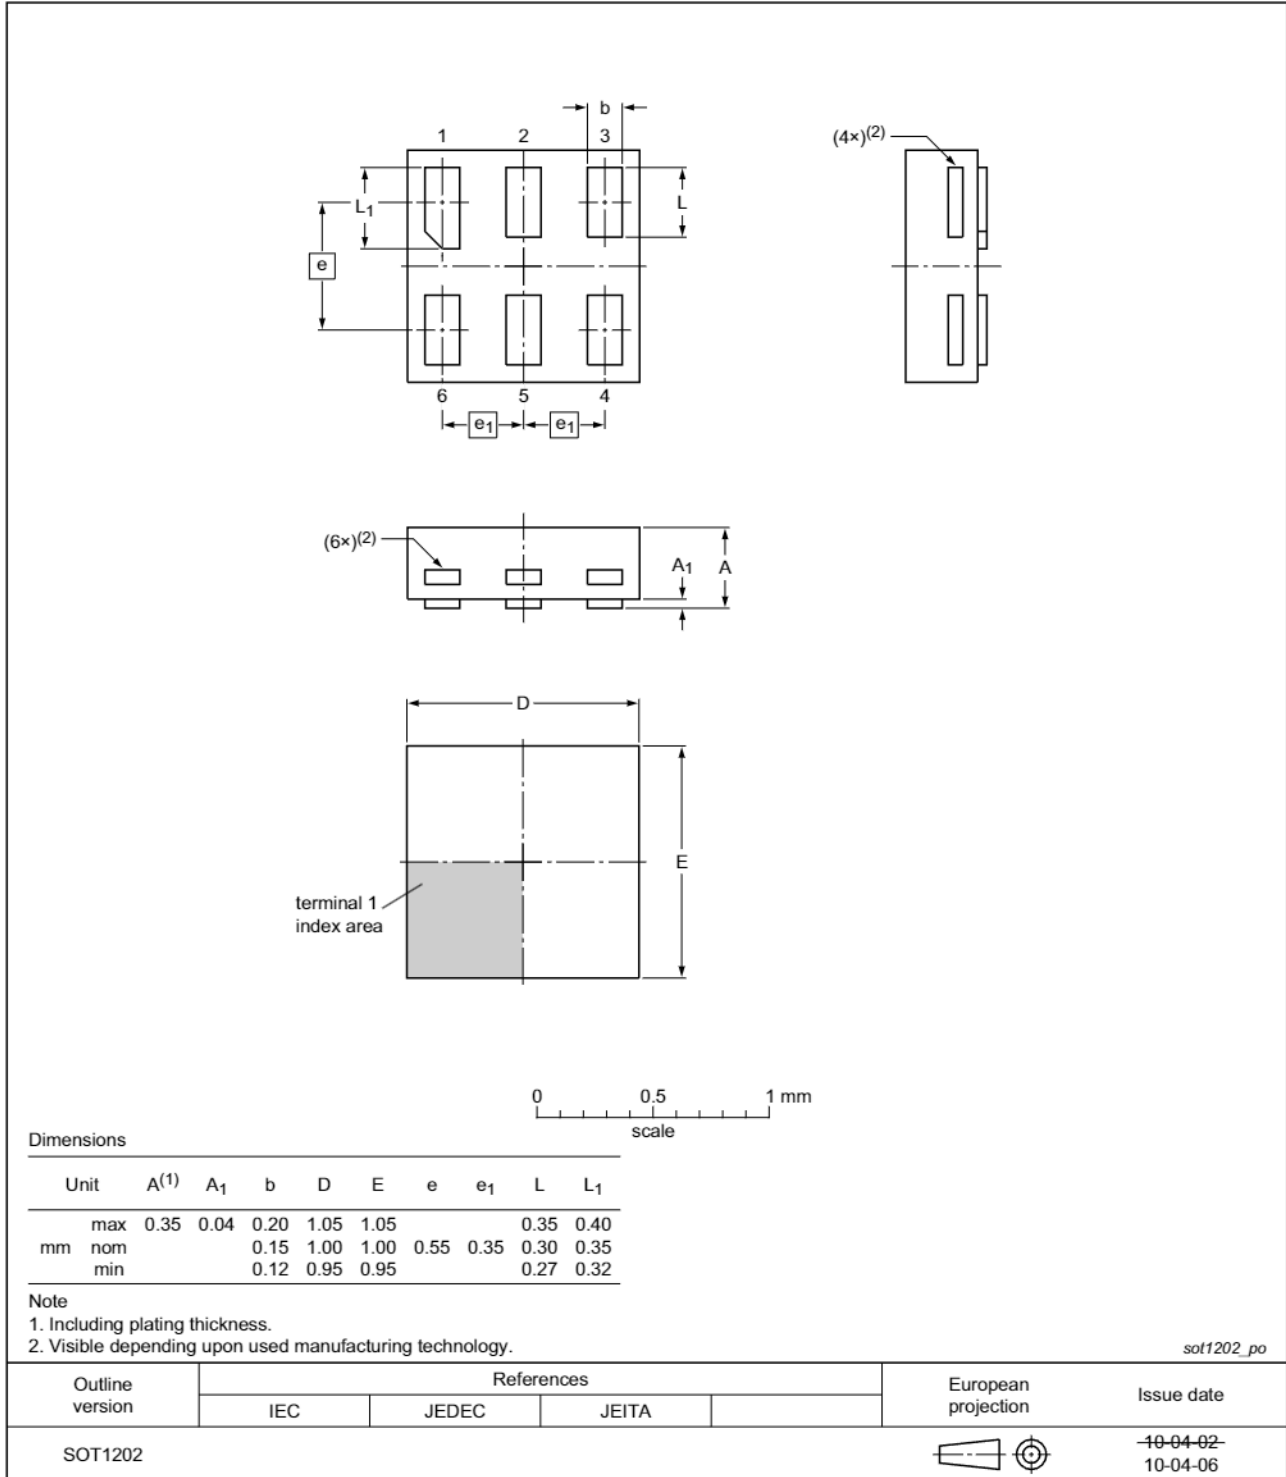 b
1 2 3
(4×)(2)
L1
L
e
6 5 4
e1 e1
(6×)(2)
A1 A
D
E
terminal 1
index area
0 0.5 1 mm
scale
Dimensions
Unit A(1) A1 b D E e e1 L L1
max 0.35 0.04 0.20 1.05 1.05 0.35 0.40
mm nom 0.15 1.00 1.00 0.55 0.35 0.30 0.35
min 0.12 0.95 0.95 0.27 0.32
Note
1. Including plating thickness.
2. Visible depending upon used manufacturing technology.
sot1202_po
Outline
version
References
IEC JEDEC JEITA
European
projection
Issue date
SOT1202
10-04-02
10-04-06